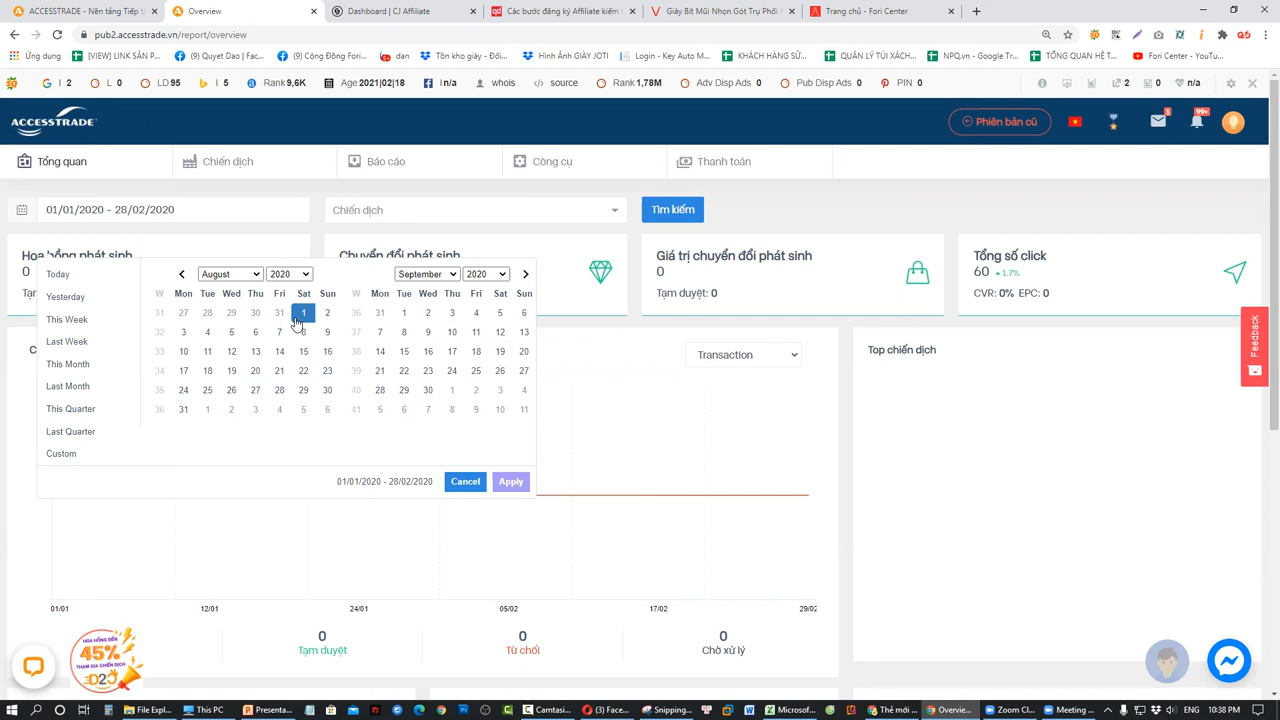 ACCESSTRADE - Nền tảng Tiếp t
Overview
Dashboard | CJ Affiliate
Các bước đăng ký Affiliate kiếm t
Giày Bít Mũi Nhọn Gót Trụ Phối
Trang chủ - Fori Center
pub2.accesstrade.vn/report/overview
Ứng dụng
[VIEW] LINK SẢN P...
(9) Quyet Dao | Fac...
(9) Cộng Đồng Fori...
dan
Tồn kho giày - Đối...
Hình Ảnh GIÀY JOTI
Login - Key Auto M...
KHÁCH HÀNG SỬ...
QUẢN LÝ TÚI XÁCH...
NPQ.vn - Google Tr...
TỔNG QUAN HỆ T...
Fori Center - YouTu...
I 2
L 0
LD 95
I 5
Rank 9,6K
Age 2021|02|18
I n/a
whois
source
Rank 1,78M
Adv Disp Ads 0
Pub Disp Ads 0
PIN 0
2
0
n/a
ACCESSTRADE
Phiên bản cũ
1
99+
Tổng quan
Chiến dịch
Báo cáo
Công cụ
Thanh toán
01/01/2020 - 28/02/2020
Chiến dịch
Tìm kiếm
Hoa hồng phát sinh
0
Chuyển đổi phát sinh
Giá trị chuyển đổi phát sinh
0
Tạm duyệt: 0
Tổng số click
60 1.7%
CVR: 0% EPC: 0
Today
Yesterday
This Week
Last Week
This Month
Last Month
This Quarter
Last Quarter
Custom
August 2020
W Mon Tue Wed Thu Fri Sat Sun
31 27 28 29 30 31 1 2
32 3 4 5 6 7 8 9
33 10 11 12 13 14 15 16
34 17 18 19 20 21 22 23
35 24 25 26 27 28 29 30
36 31 1 2 3 4 5 6
September 2020
W Mon Tue Wed Thu Fri Sat Sun
36 31 1 2 3 4 5 6
37 7 8 9 10 11 12 13
38 14 15 16 17 18 19 20
39 21 22 23 24 25 26 27
40 28 29 30 1 2 3 4
41 5 6 7 8 9 10 11
01/01/2020 - 28/02/2020
Cancel
Apply
Transaction
Top chiến dịch
Feedback
01/01
12/01
24/01
05/02
17/02
29/02
0
Tạm duyệt
0
Từ chối
0
Chờ xử lý
HOA HỒNG ĐẾN
45%
THAM GIA CHIẾN DỊCH
D2C
File Expl...
This PC
Presenta...
Camtasi...
(3) Face...
Snipping...
Microsof...
Thẻ mới ...
Overvie...
Zoom Cl...
Meeting ...
ENG
10:38 PM